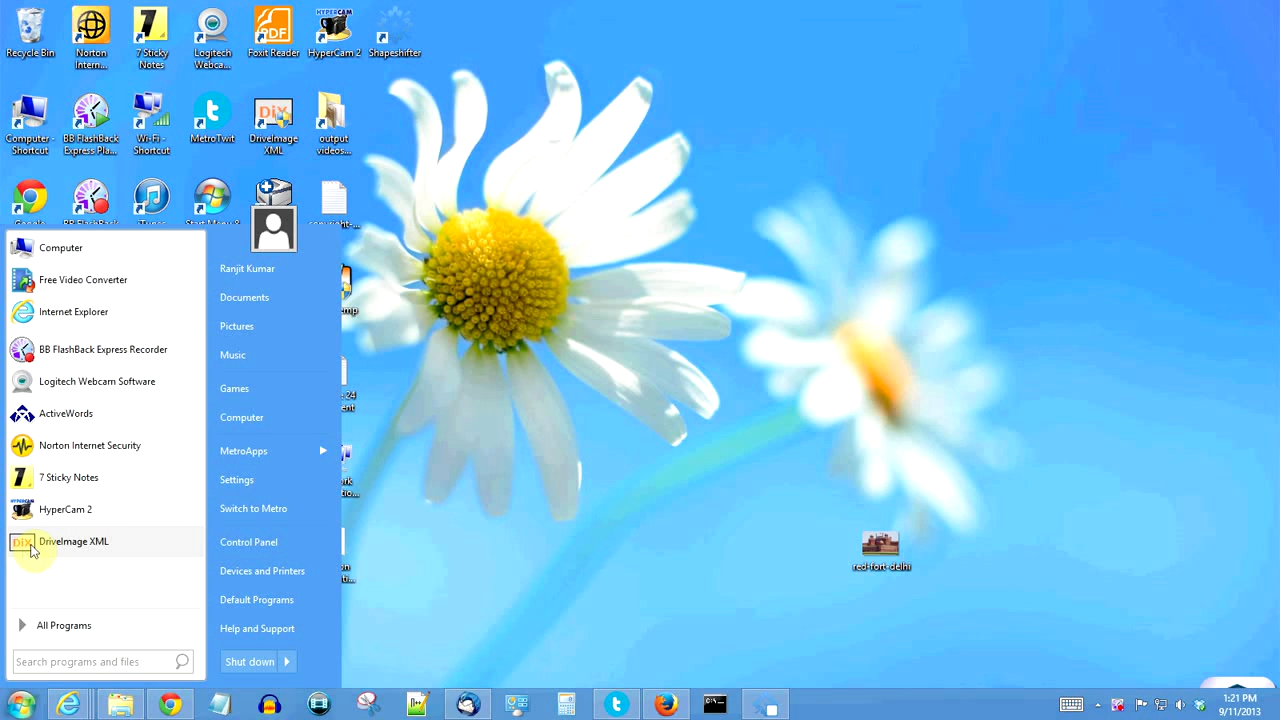 Recycle Bin
Norton Intern...
7 Sticky Notes
Logitech Webca...
Foxit Reader
HyperCam 2
Shapeshifter
Computer - Shortcut
BB FlashBack Express Pla...
Wi-Fi - Shortcut
MetroTwit
DriveImage XML
output videos...
Computer
Free Video Converter
Internet Explorer
BB FlashBack Express Recorder
Logitech Webcam Software
ActiveWords
Norton Internet Security
7 Sticky Notes
HyperCam 2
DriveImage XML
All Programs
Search programs and files
Ranjit Kumar
Documents
Pictures
Music
Games
Computer
MetroApps
Settings
Switch to Metro
Control Panel
Devices and Printers
Default Programs
Help and Support
Shut down
red-fort-delhi
1:21 PM
9/11/2013